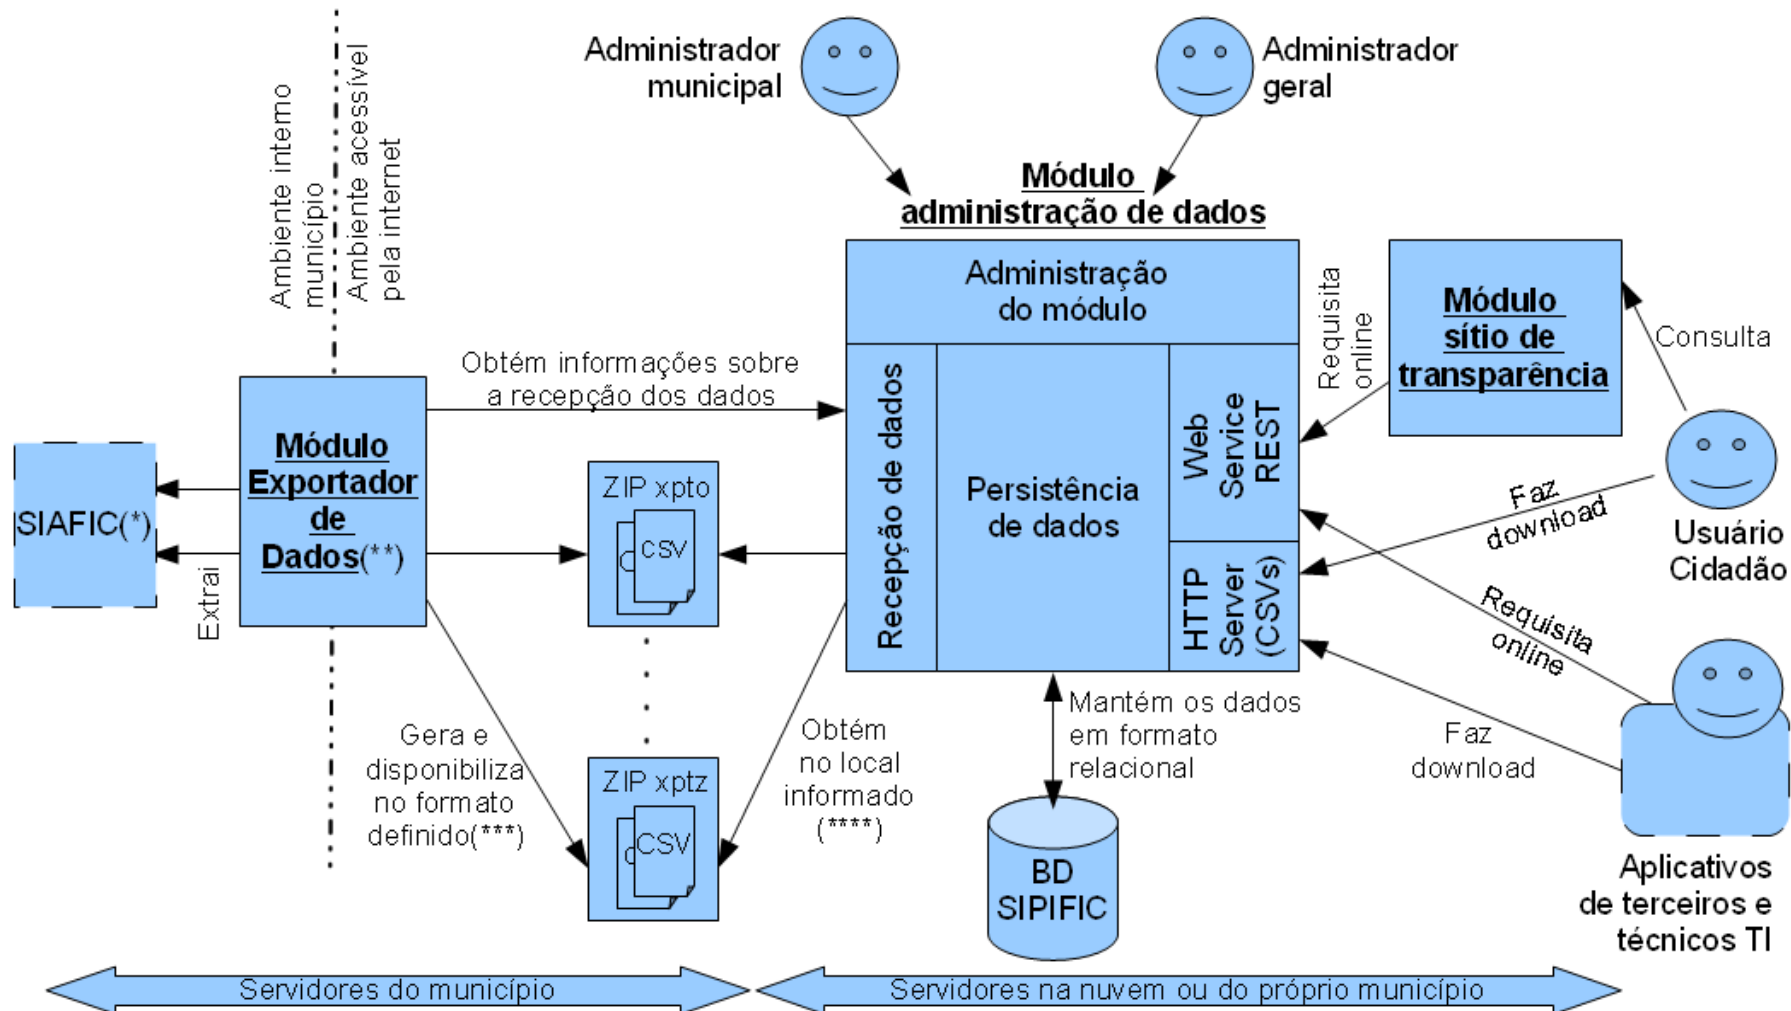 Administrador
municipal
Administrador
geral
Ambiente interno
município
Ambiente acessível
pela internet
Módulo
administração de dados
Administração
do módulo
Recepção de dados
Persistência
de dados
Web
Service
REST
HTTP
Server
(CSVs)
Requisita
online
Módulo
sítio de
transparência
Consulta
Obtém informações sobre
a recepção dos dados
Módulo
Exportador
de
Dados(**)
SIAFIC(*)
Extrai
ZIP xpto
CSV
Faz
download
Usuário
Cidadão
Requisita
online
Gera e
disponibiliza
no formato
definido(***)
ZIP xptz
CSV
Obtém
no local
informado
(****)
Mantém os dados
em formato
relacional
BD
SIPIFIC
Faz
download
Aplicativos
de terceiros e
técnicos TI
Servidores do município
Servidores na nuvem ou do próprio município